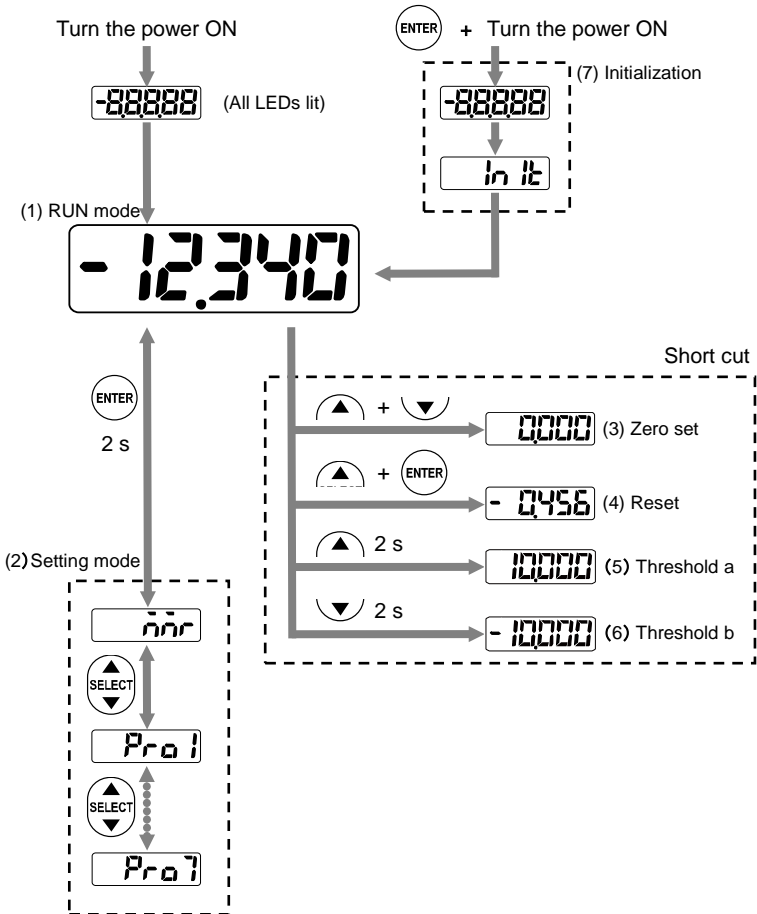 Turn the power ON
ENTER + Turn the power ON
-8.8.8.8.8 (All LEDs lit)
(7) Initialization
-8.8.8.8.8
Init
(1) RUN mode
-12.340
Short cut
ENTER
2 s
+
0.000 (3) Zero set
+ ENTER
- 0.456 (4) Reset
2 s
10.000 (5) Threshold a
2 s
-10.000 (6) Threshold b
(2)Setting mode
SELECT
Pro1
SELECT
Pro7